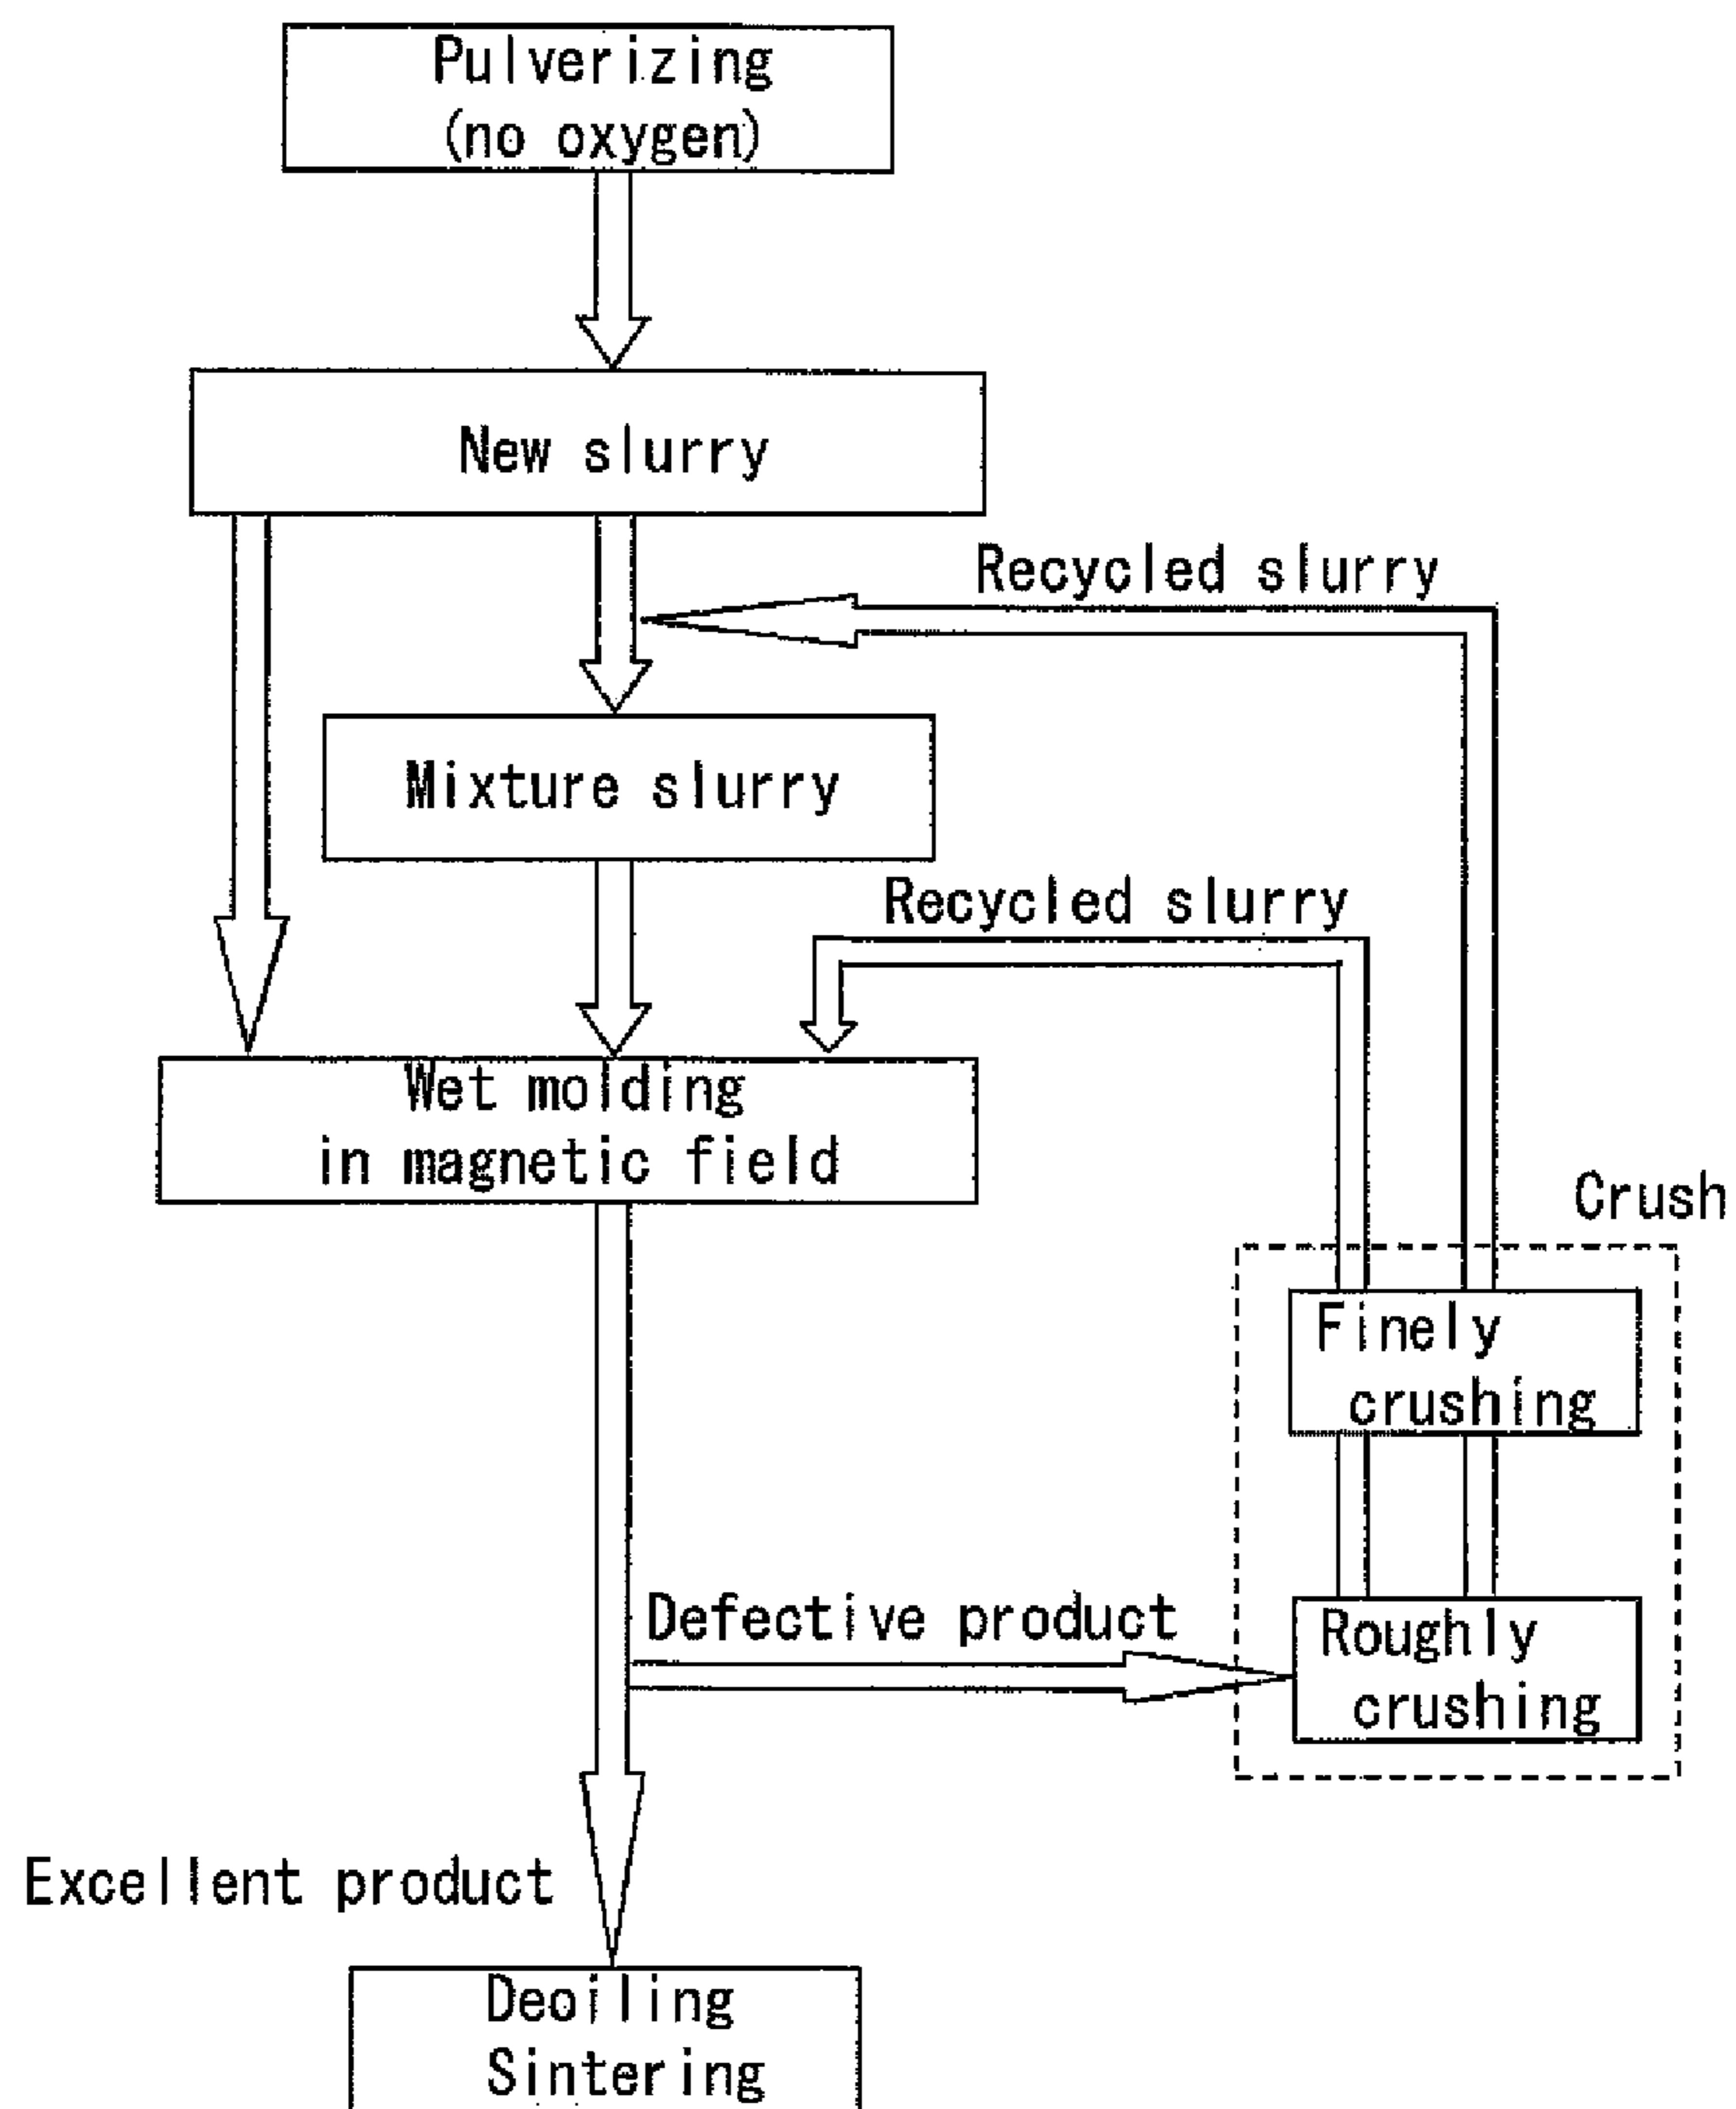 Pulverizing
(no oxygen)
New slurry
Recycled slurry
Mixture slurry
Recycled slurry
Wet molding
in magnetic field
Crush
Finely
crushing
Defective product
Roughly
crushing
Excellent product
Deoiling
Sintering